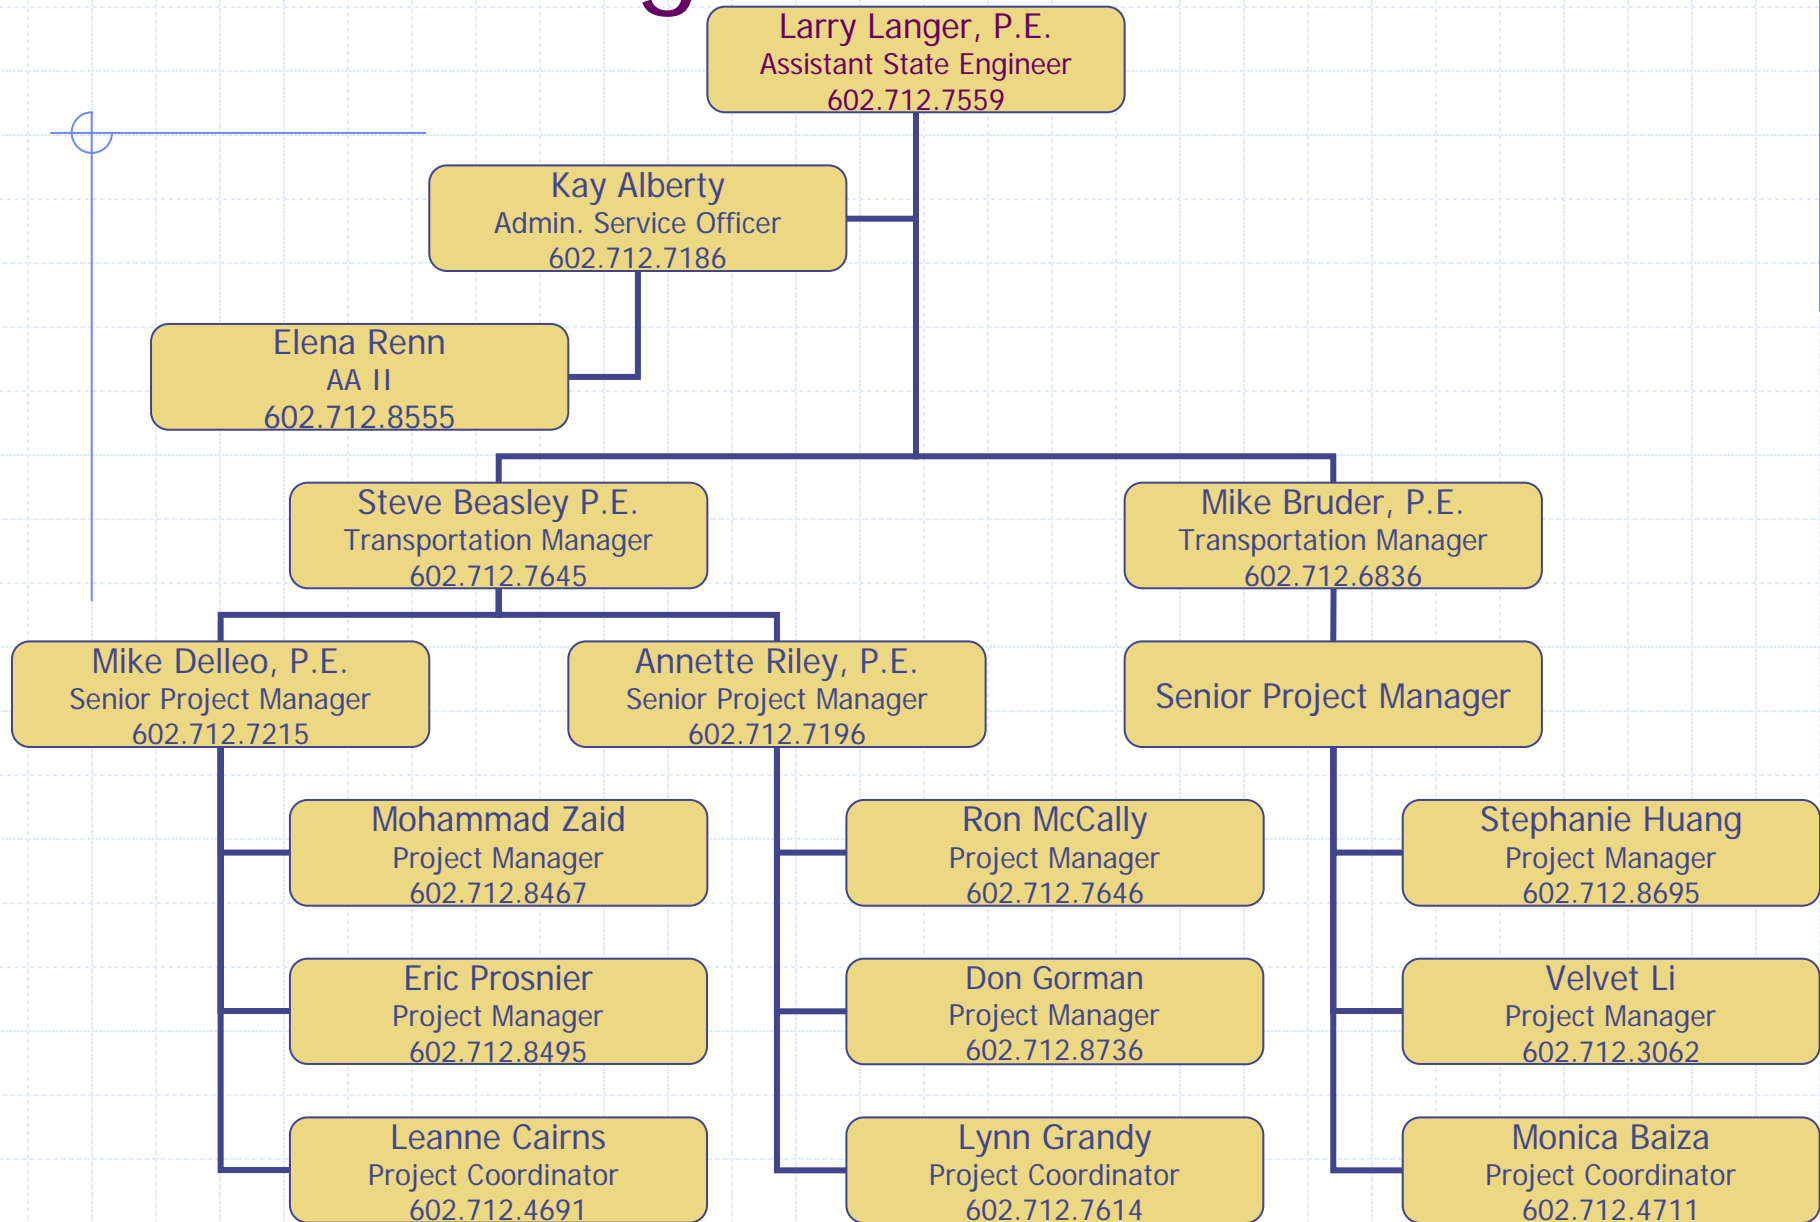 Larry Langer, P.E.
Assistant State Engineer
602.712.7559
Kay Alberty
Admin. Service Officer
602.712.7186
Elena Renn
AA II
602.712.8555
Steve Beasley P.E.
Transportation Manager
602.712.7645
Mike Bruder, P.E.
Transportation Manager
602.712.6836
Mike Delleo, P.E.
Senior Project Manager
602.712.7215
Annette Riley, P.E.
Senior Project Manager
602.712.7196
Senior Project Manager
Mohammad Zaid
Project Manager
602.712.8467
Ron McCally
Project Manager
602.712.7646
Stephanie Huang
Project Manager
602.712.8695
Eric Prosnier
Project Manager
602.712.8495
Don Gorman
Project Manager
602.712.8736
Velvet Li
Project Manager
602.712.3062
Leanne Cairns
Project Coordinator
602.712.4691
Lynn Grandy
Project Coordinator
602.712.7614
Monica Baiza
Project Coordinator
602.712.4711